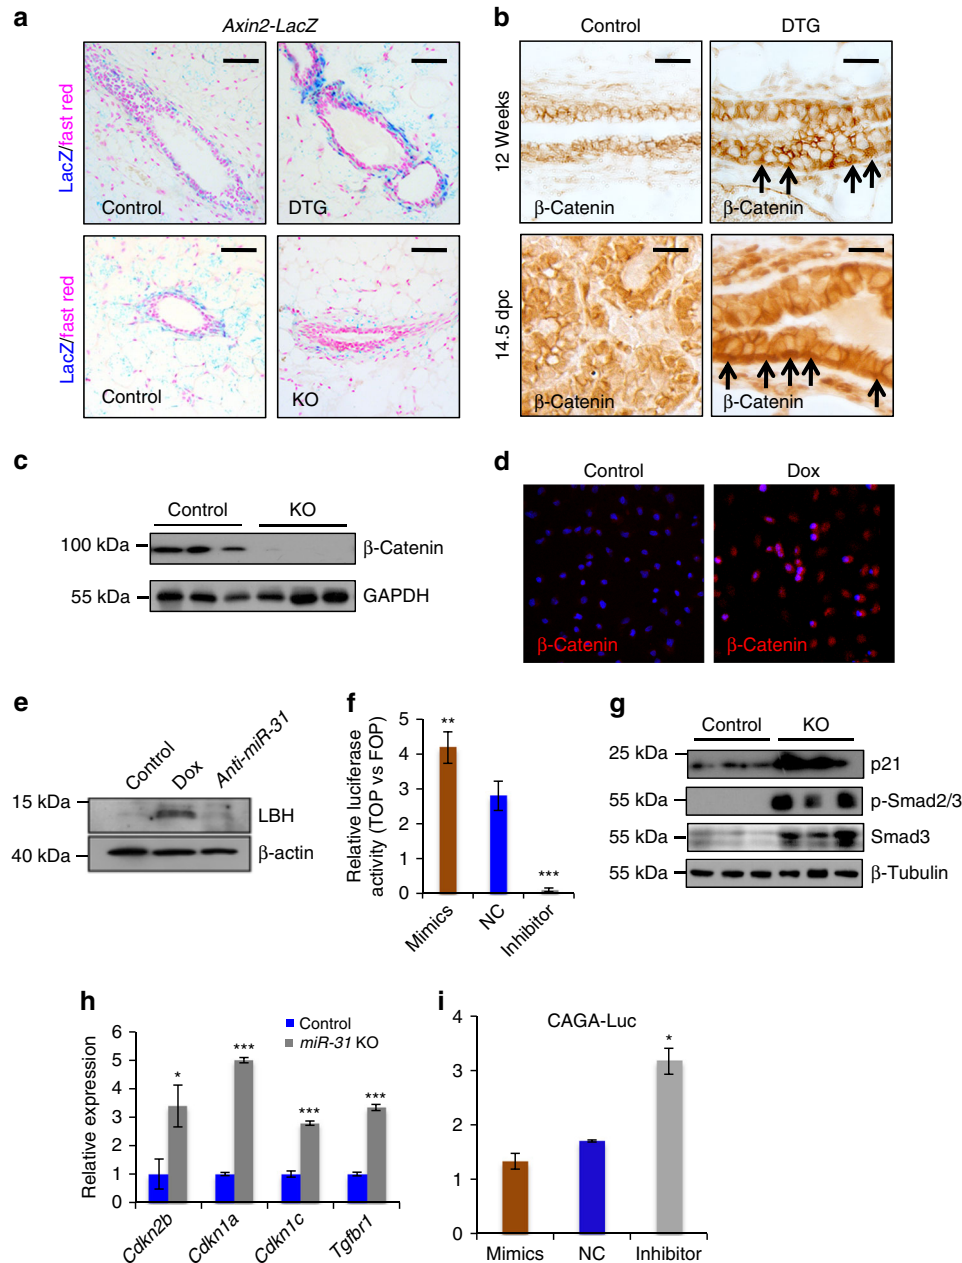 a
Axin2-LacZ
LacZ/fast red
Control
DTG
LacZ/fast red
Control
KO
b
Control
DTG
12 Weeks
β-Catenin
β-Catenin
14.5 dpc
β-Catenin
β-Catenin
c
Control
KO
100 kDa
β-Catenin
55 kDa
GAPDH
d
Control
Dox
β-Catenin
β-Catenin
e
Control
Dox
Anti-miR-31
15 kDa
LBH
40 kDa
β-actin
f
Relative luciferase
activity (TOP vs FOP)
5
4
3
2
1
0
**
***
Mimics
NC
Inhibitor
g
Control
KO
25 kDa
p21
55 kDa
p-Smad2/3
55 kDa
Smad3
55 kDa
β-Tubulin
h
Control
miR-31 KO
Relative expression
6
5
4
3
2
1
0
*
***
***
***
Cdkn2b
Cdkn1a
Cdkn1c
Tgfbr1
i
CAGA-Luc
4
3
2
1
0
*
Mimics
NC
Inhibitor